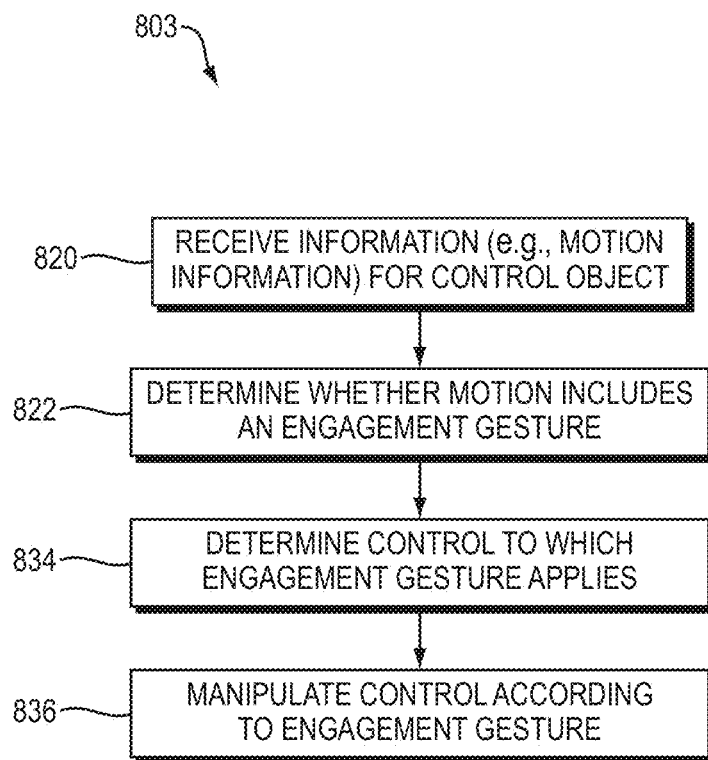 803
820
RECEIVE INFORMATION (e.g., MOTION
INFORMATION) FOR CONTROL OBJECT
822
DETERMINE WHETHER MOTION INCLUDES
AN ENGAGEMENT GESTURE
834
DETERMINE CONTROL TO WHICH
ENGAGEMENT GESTURE APPLIES
836
MANIPULATE CONTROL ACCORDING
TO ENGAGEMENT GESTURE